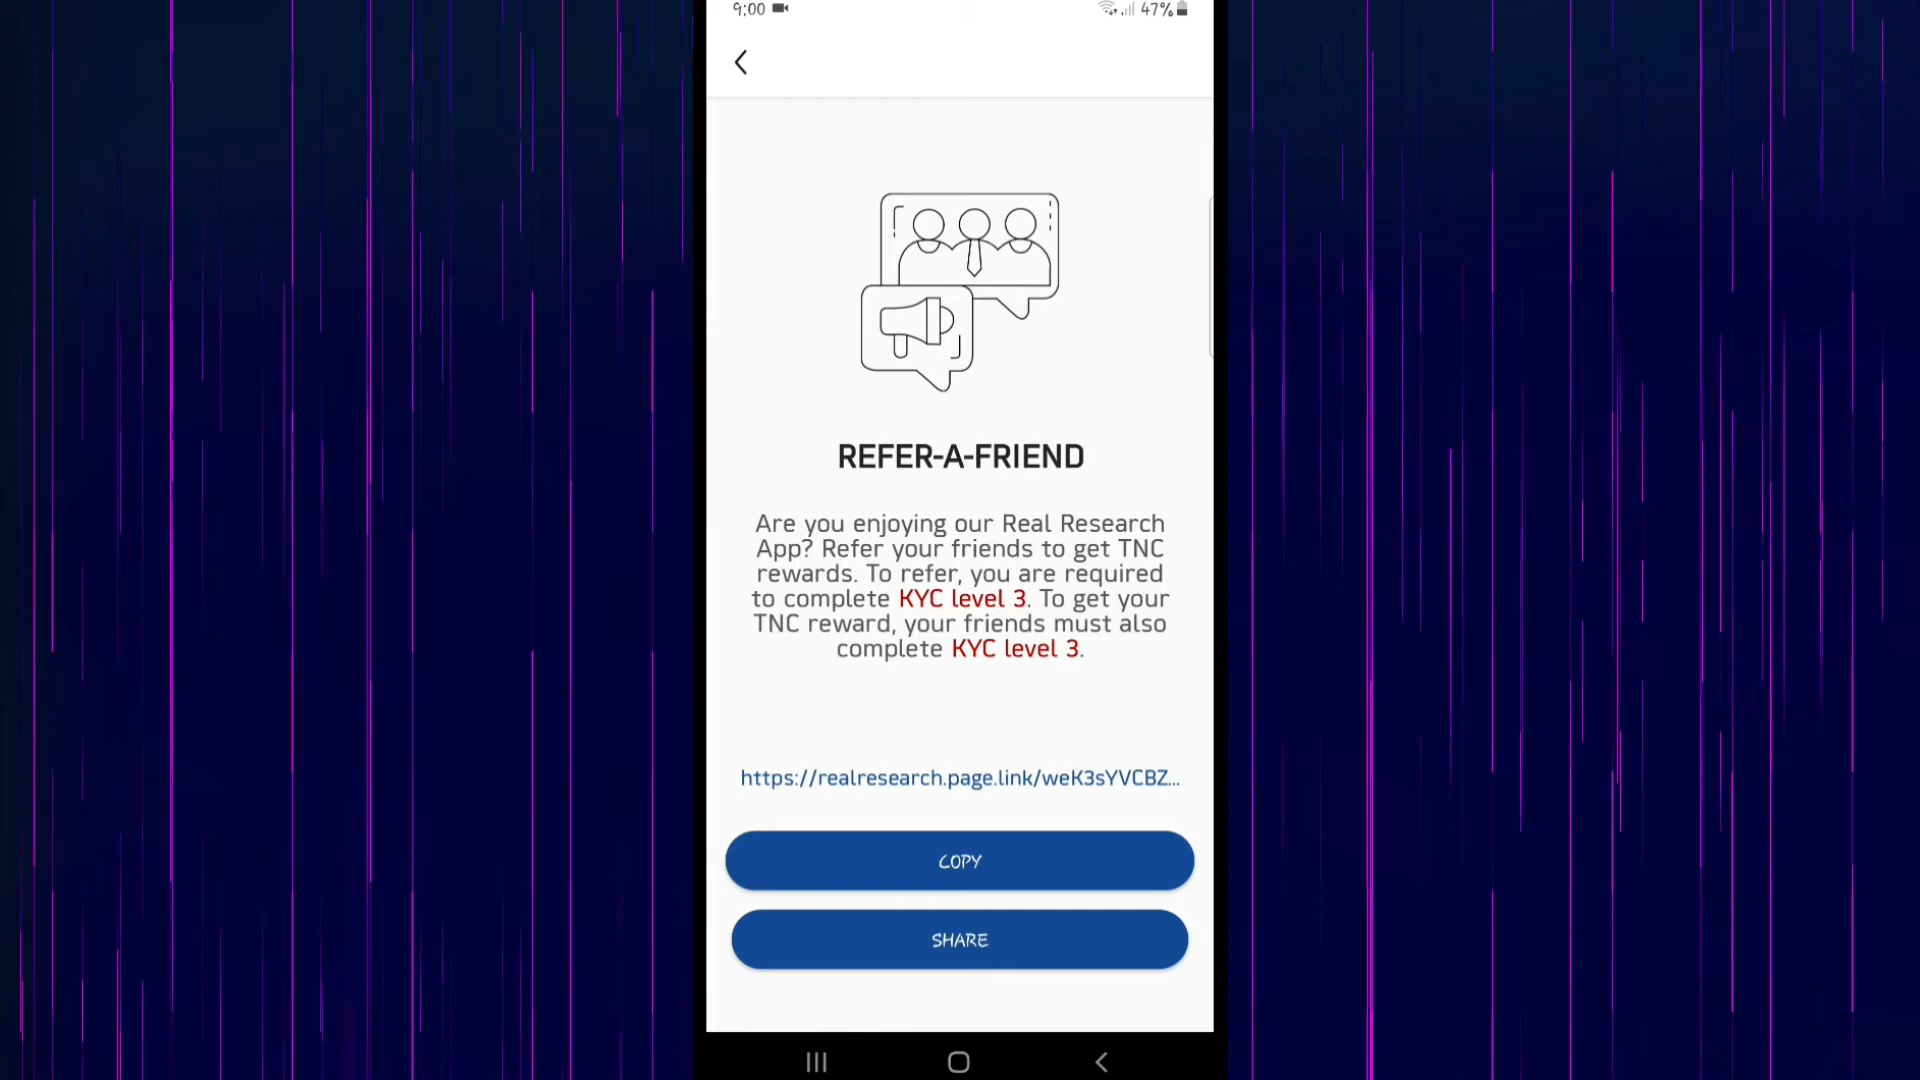 9:00
47%
REFER-A-FRIEND
Are you enjoying our Real Research
App? Refer your friends to get TNC
rewards. To refer, you are required
to complete KYC level 3. To get your
TNC reward, your friends must also
complete KYC level 3.
https://realresearch.page.link/weK3sYVCBZ...
COPY
SHARE